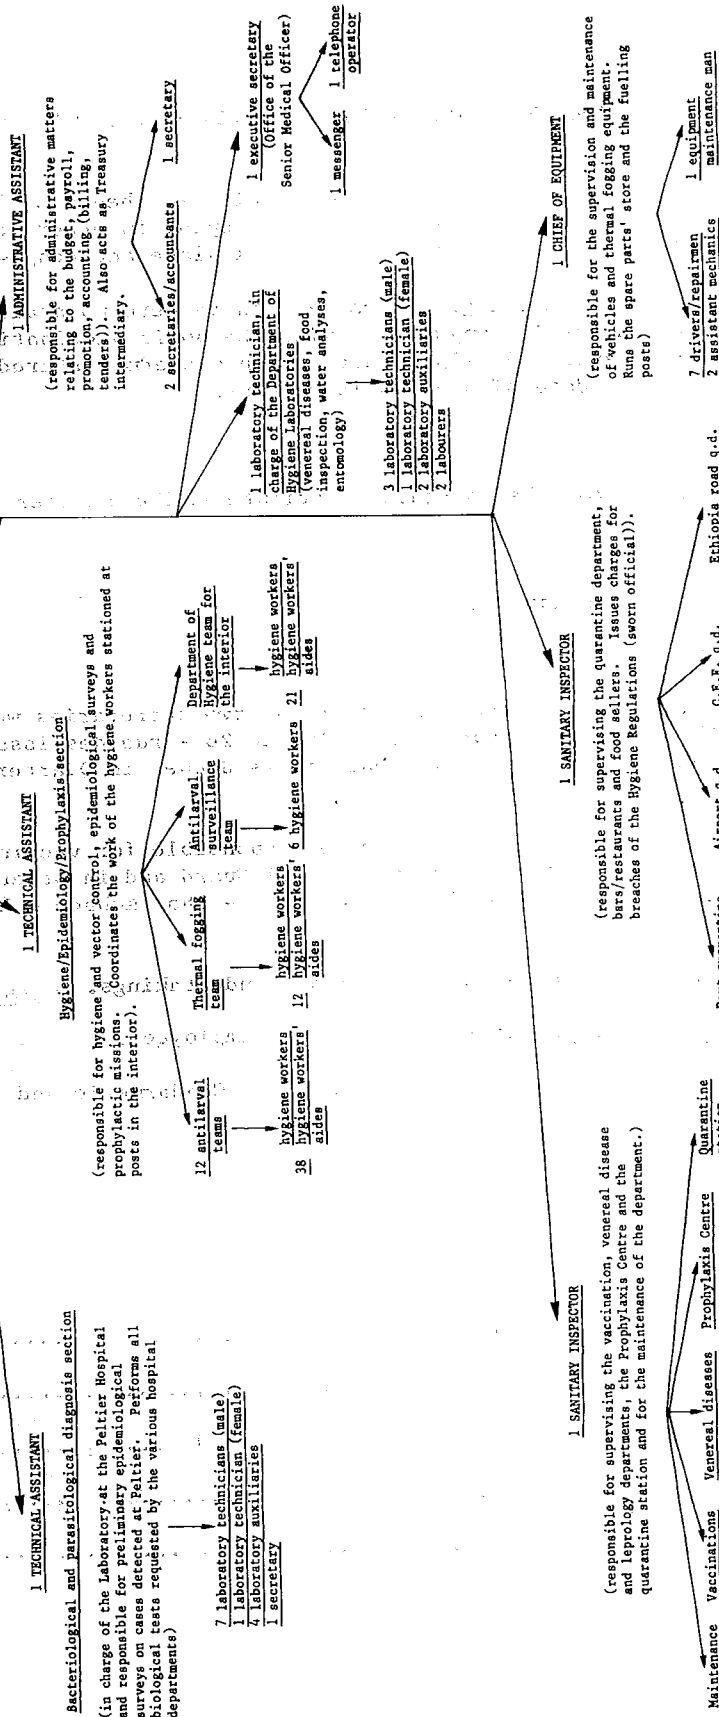 1 TECHNICAL ASSISTANT
Bacteriological and parasitological diagnosis section
(in charge of the Laboratory at the Peltier Hospital
and responsible for preliminary epidemiological
surveys on cases detected at Peltier. Performs all
biological tests requested by the various hospital
departments)
7 laboratory technicians (male)
1 laboratory technician (female)
4 laboratory auxiliaries
1 secretary
1 TECHNICAL ASSISTANT
Hygiene/Epidemiology/Prophylaxis section
(responsible for hygiene and vector control, epidemiological surveys and
prophylactic missions. Coordinates the work of the hygiene workers stationed at
posts in the interior).
12 antilarval
teams
38 hygiene workers
hygiene workers'
aides
Thermal fogging
team
12 hygiene workers
hygiene workers'
aides
Antilarval
surveillance
team
6 hygiene workers
Department of
Hygiene team for
the interior
21 hygiene workers
hygiene workers'
aides
1 ADMINISTRATIVE ASSISTANT
(responsible for administrative matters
relating to the budget, payroll,
promotion, accounting (billing,
tenders)). Also acts as Treasury
intermediary.
2 secretaries/accountants
1 secretary
1 laboratory technician, in
charge of the Department of
Hygiene Laboratories
(venereal diseases, food
inspection, water analyses,
entomology)
3 laboratory technicians (male)
1 laboratory technician (female)
2 laboratory auxiliaries
2 labourers
1 executive secretary
(Office of the
Senior Medical Officer)
1 messenger
1 telephone
operator
1 SANITARY INSPECTOR
(responsible for supervising the vaccination, venereal disease
and leprology departments, the Prophylaxis Centre and the
quarantine station and for the maintenance of the department.)
Maintenance
Vaccinations
Venereal diseases
Prophylaxis Centre
Quarantine
1 SANITARY INSPECTOR
(responsible for supervising the quarantine department,
bars/restaurants and food sellers. Issues charges for
breaches of the Hygiene Regulations (sworn official)).
Ethiopia road q.d.
1 CHIEF OF EQUIPMENT
(responsible for the supervision and maintenance
of vehicles and thermal fogging equipment.
Runs the spare parts' store and the fuelling
posts)
7 drivers/repairmen
2 assistant mechanics
1 equipment
maintenance man